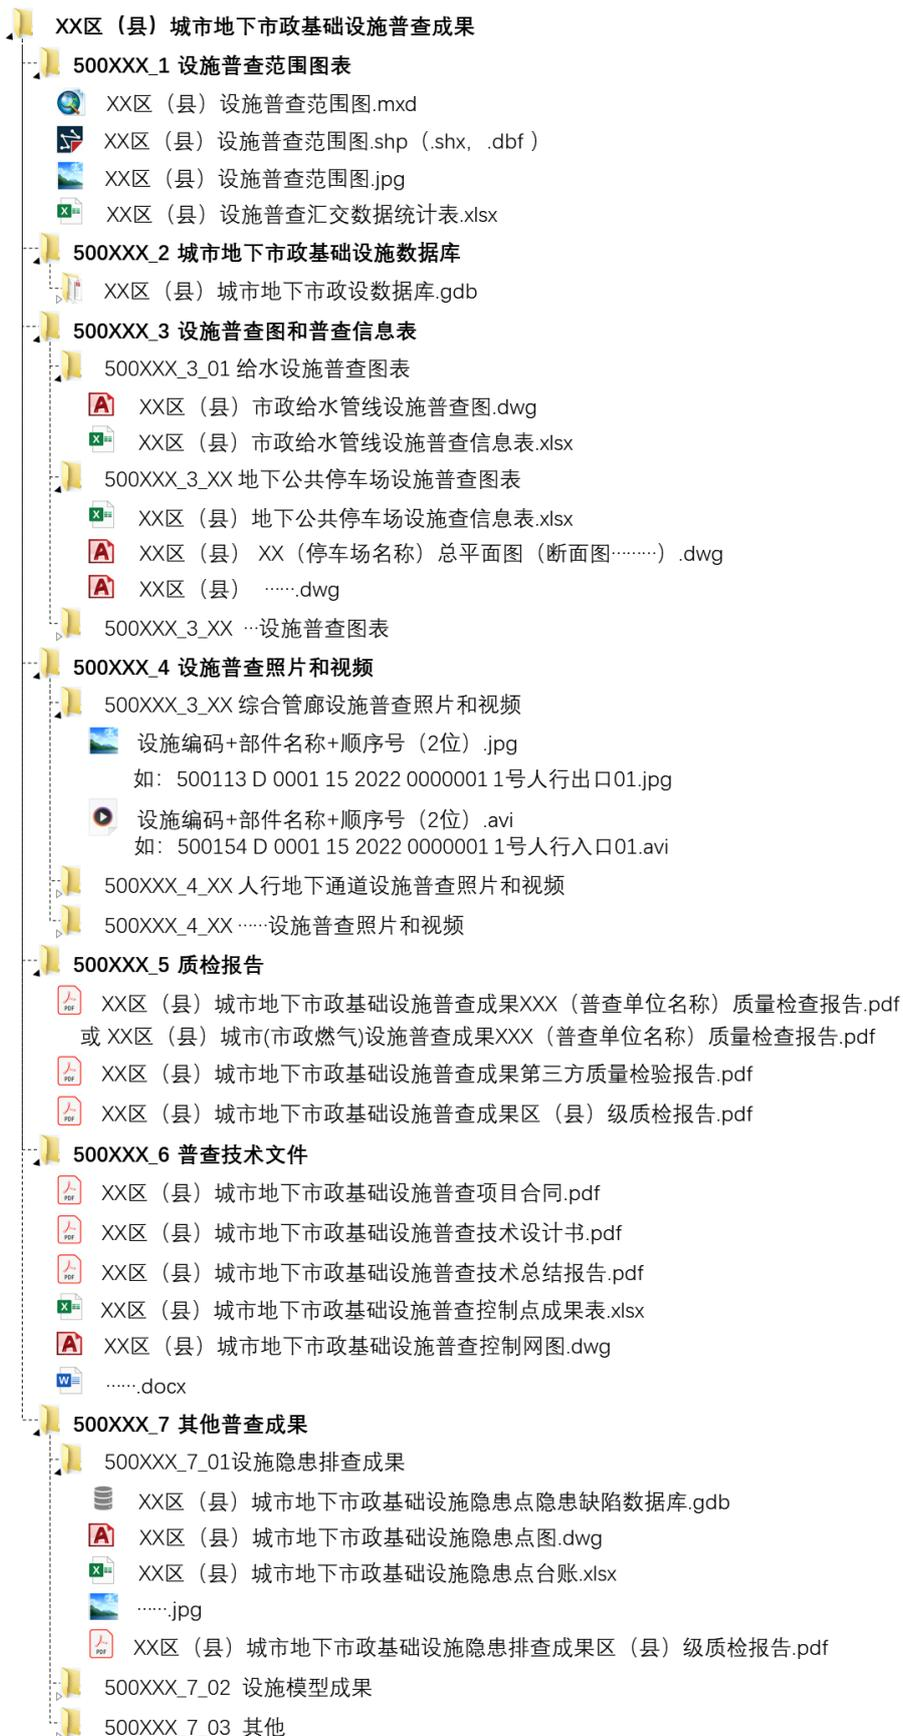 XX区（县）城市地下市政基础设施普查成果
500XXX_1 设施普查范围图表
XX区（县）设施普查范围图.mxd
XX区（县）设施普查范围图.shp（.shx，.dbf ）
XX区（县）设施普查范围图.jpg
XX区（县）设施普查汇交数据统计表.xlsx
500XXX_2 城市地下市政基础设施数据库
XX区（县）城市地下市政设数据库.gdb
500XXX_3 设施普查图和普查信息表
500XXX_3_01 给水设施普查图表
XX区（县）市政给水管线设施普查图.dwg
XX区（县）市政给水管线设施普查信息表.xlsx
500XXX_3_XX 地下公共停车场设施普查图表
XX区（县）地下公共停车场设施查信息表.xlsx
XX区（县） XX（停车场名称）总平面图（断面图………）.dwg
XX区（县） …….dwg
500XXX_3_XX …设施普查图表
500XXX_4 设施普查照片和视频
500XXX_3_XX 综合管廊设施普查照片和视频
设施编码+部件名称+顺序号（2位）.jpg
如：500113 D 0001 15 2022 0000001 1号人行出口01.jpg
设施编码+部件名称+顺序号（2位）.avi
如：500154 D 0001 15 2022 0000001 1号人行入口01.avi
500XXX_4_XX 人行地下通道设施普查照片和视频
500XXX_4_XX ……设施普查照片和视频
500XXX_5 质检报告
XX区（县）城市地下市政基础设施普查成果XXX（普查单位名称）质量检查报告.pdf
或 XX区（县）城市(市政燃气)设施普查成果XXX（普查单位名称）质量检查报告.pdf
XX区（县）城市地下市政基础设施普查成果第三方质量检验报告.pdf
XX区（县）城市地下市政基础设施普查成果区（县）级质检报告.pdf
500XXX_6 普查技术文件
XX区（县）城市地下市政基础设施普查项目合同.pdf
XX区（县）城市地下市政基础设施普查技术设计书.pdf
XX区（县）城市地下市政基础设施普查技术总结报告.pdf
XX区（县）城市地下市政基础设施普查控制点成果表.xlsx
XX区（县）城市地下市政基础设施普查控制网图.dwg
…….docx
500XXX_7 其他普查成果
500XXX_7_01设施隐患排查成果
XX区（县）城市地下市政基础设施隐患点隐患缺陷数据库.gdb
XX区（县）城市地下市政基础设施隐患点图.dwg
XX区（县）城市地下市政基础设施隐患点台账.xlsx
…….jpg
XX区（县）城市地下市政基础设施隐患排查成果区（县）级质检报告.pdf
500XXX_7_02 设施模型成果
500XXX_7_03 其他